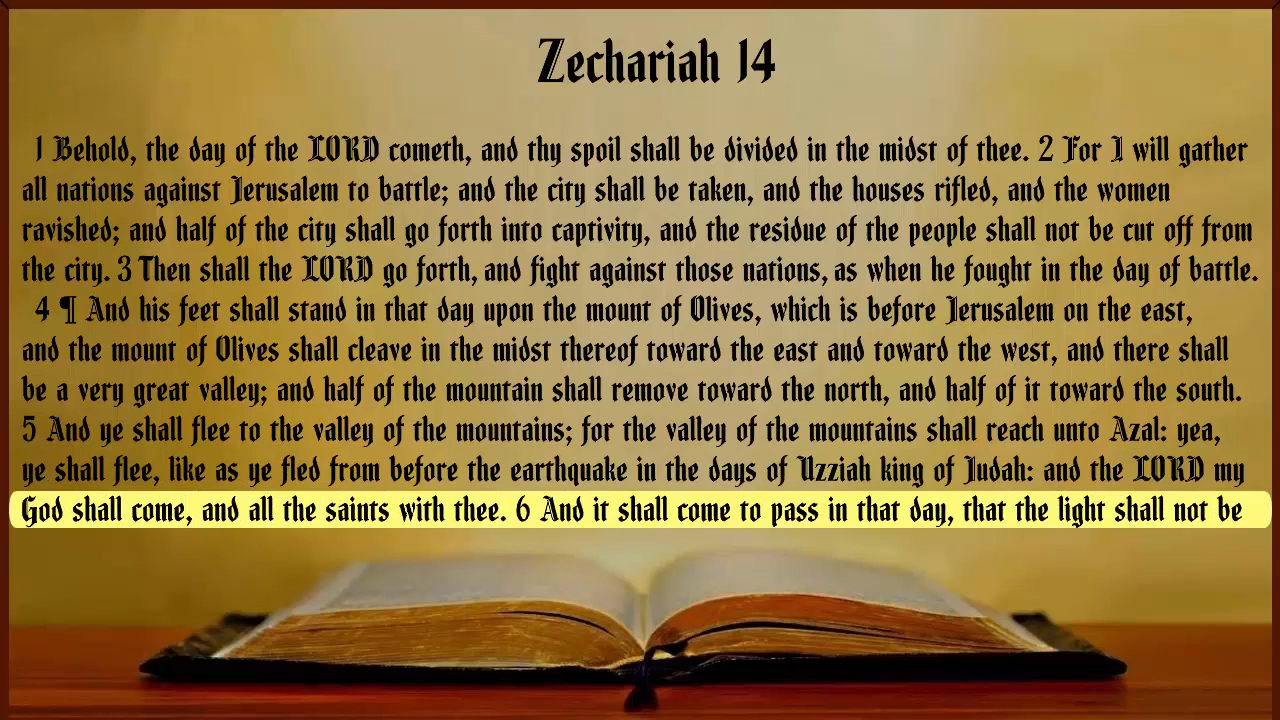 Zechariah 14
1 Behold, the day of the LORD cometh, and thy spoil shall be divided in the midst of thee. 2 For I will gather
all nations against Jerusalem to battle; and the city shall be taken, and the houses rifled, and the women
ravished; and half of the city shall go forth into captivity, and the residue of the people shall not be cut off from
the city. 3 Then shall the LORD go forth, and fight against those nations, as when he fought in the day of battle.
4 ¶ And his feet shall stand in that day upon the mount of Olives, which is before Jerusalem on the east,
and the mount of Olives shall cleave in the midst thereof toward the east and toward the west, and there shall
be a very great valley; and half of the mountain shall remove toward the north, and half of it toward the south.
5 And ye shall flee to the valley of the mountains; for the valley of the mountains shall reach unto Azal: yea,
ye shall flee, like as ye fled from before the earthquake in the days of Uzziah king of Judah: and the LORD my
God shall come, and all the saints with thee. 6 And it shall come to pass in that day, that the light shall not be